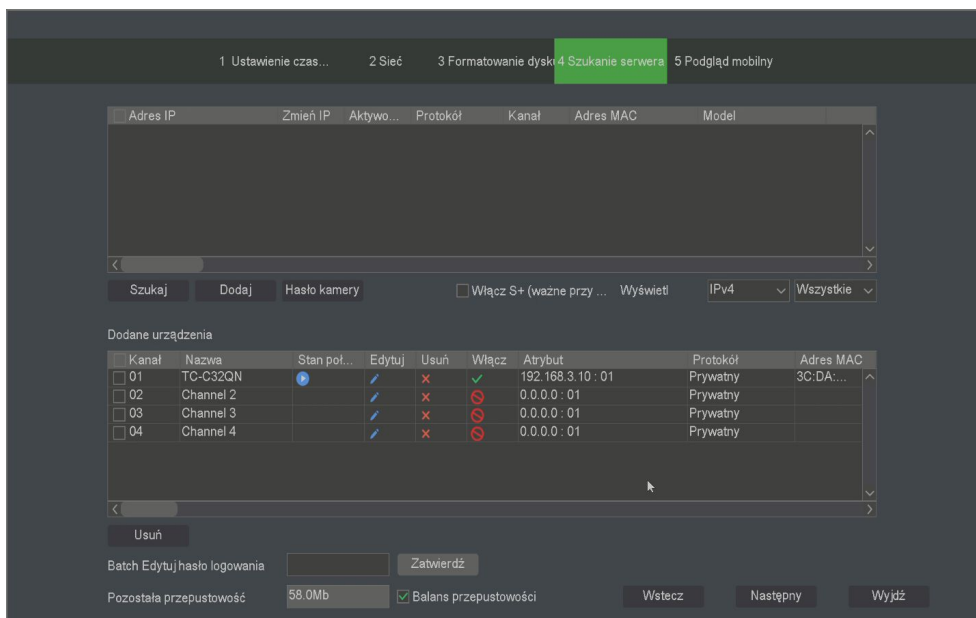 1 Ustawienie czas... 2 Sieć 3 Formatowanie dysku 4 Szukanie serwera 5 Podgląd mobilny
Adres IP Zmień IP Aktywo... Protokół Kanał Adres MAC Model
Szukaj Dodaj Hasło kamery Włącz S+ (ważne przy ... Wyświetl IPv4 Wszystkie
Dodane urządzenia
Kanał Nazwa Stan poł... Edytuj Usuń Włącz Atrybut Protokół Adres MAC
01 TC-C32QN 192.168.3.10 : 01 Prywatny 3C:DA:...
02 Channel 2 0.0.0.0 : 01 Prywatny
03 Channel 3 0.0.0.0 : 01 Prywatny
04 Channel 4 0.0.0.0 : 01 Prywatny
Usuń
Batch Edytuj hasło logowania Zatwierdź
Pozostała przepustowość 58.0Mb Balans przepustowości Wstecz Następny Wyjdź